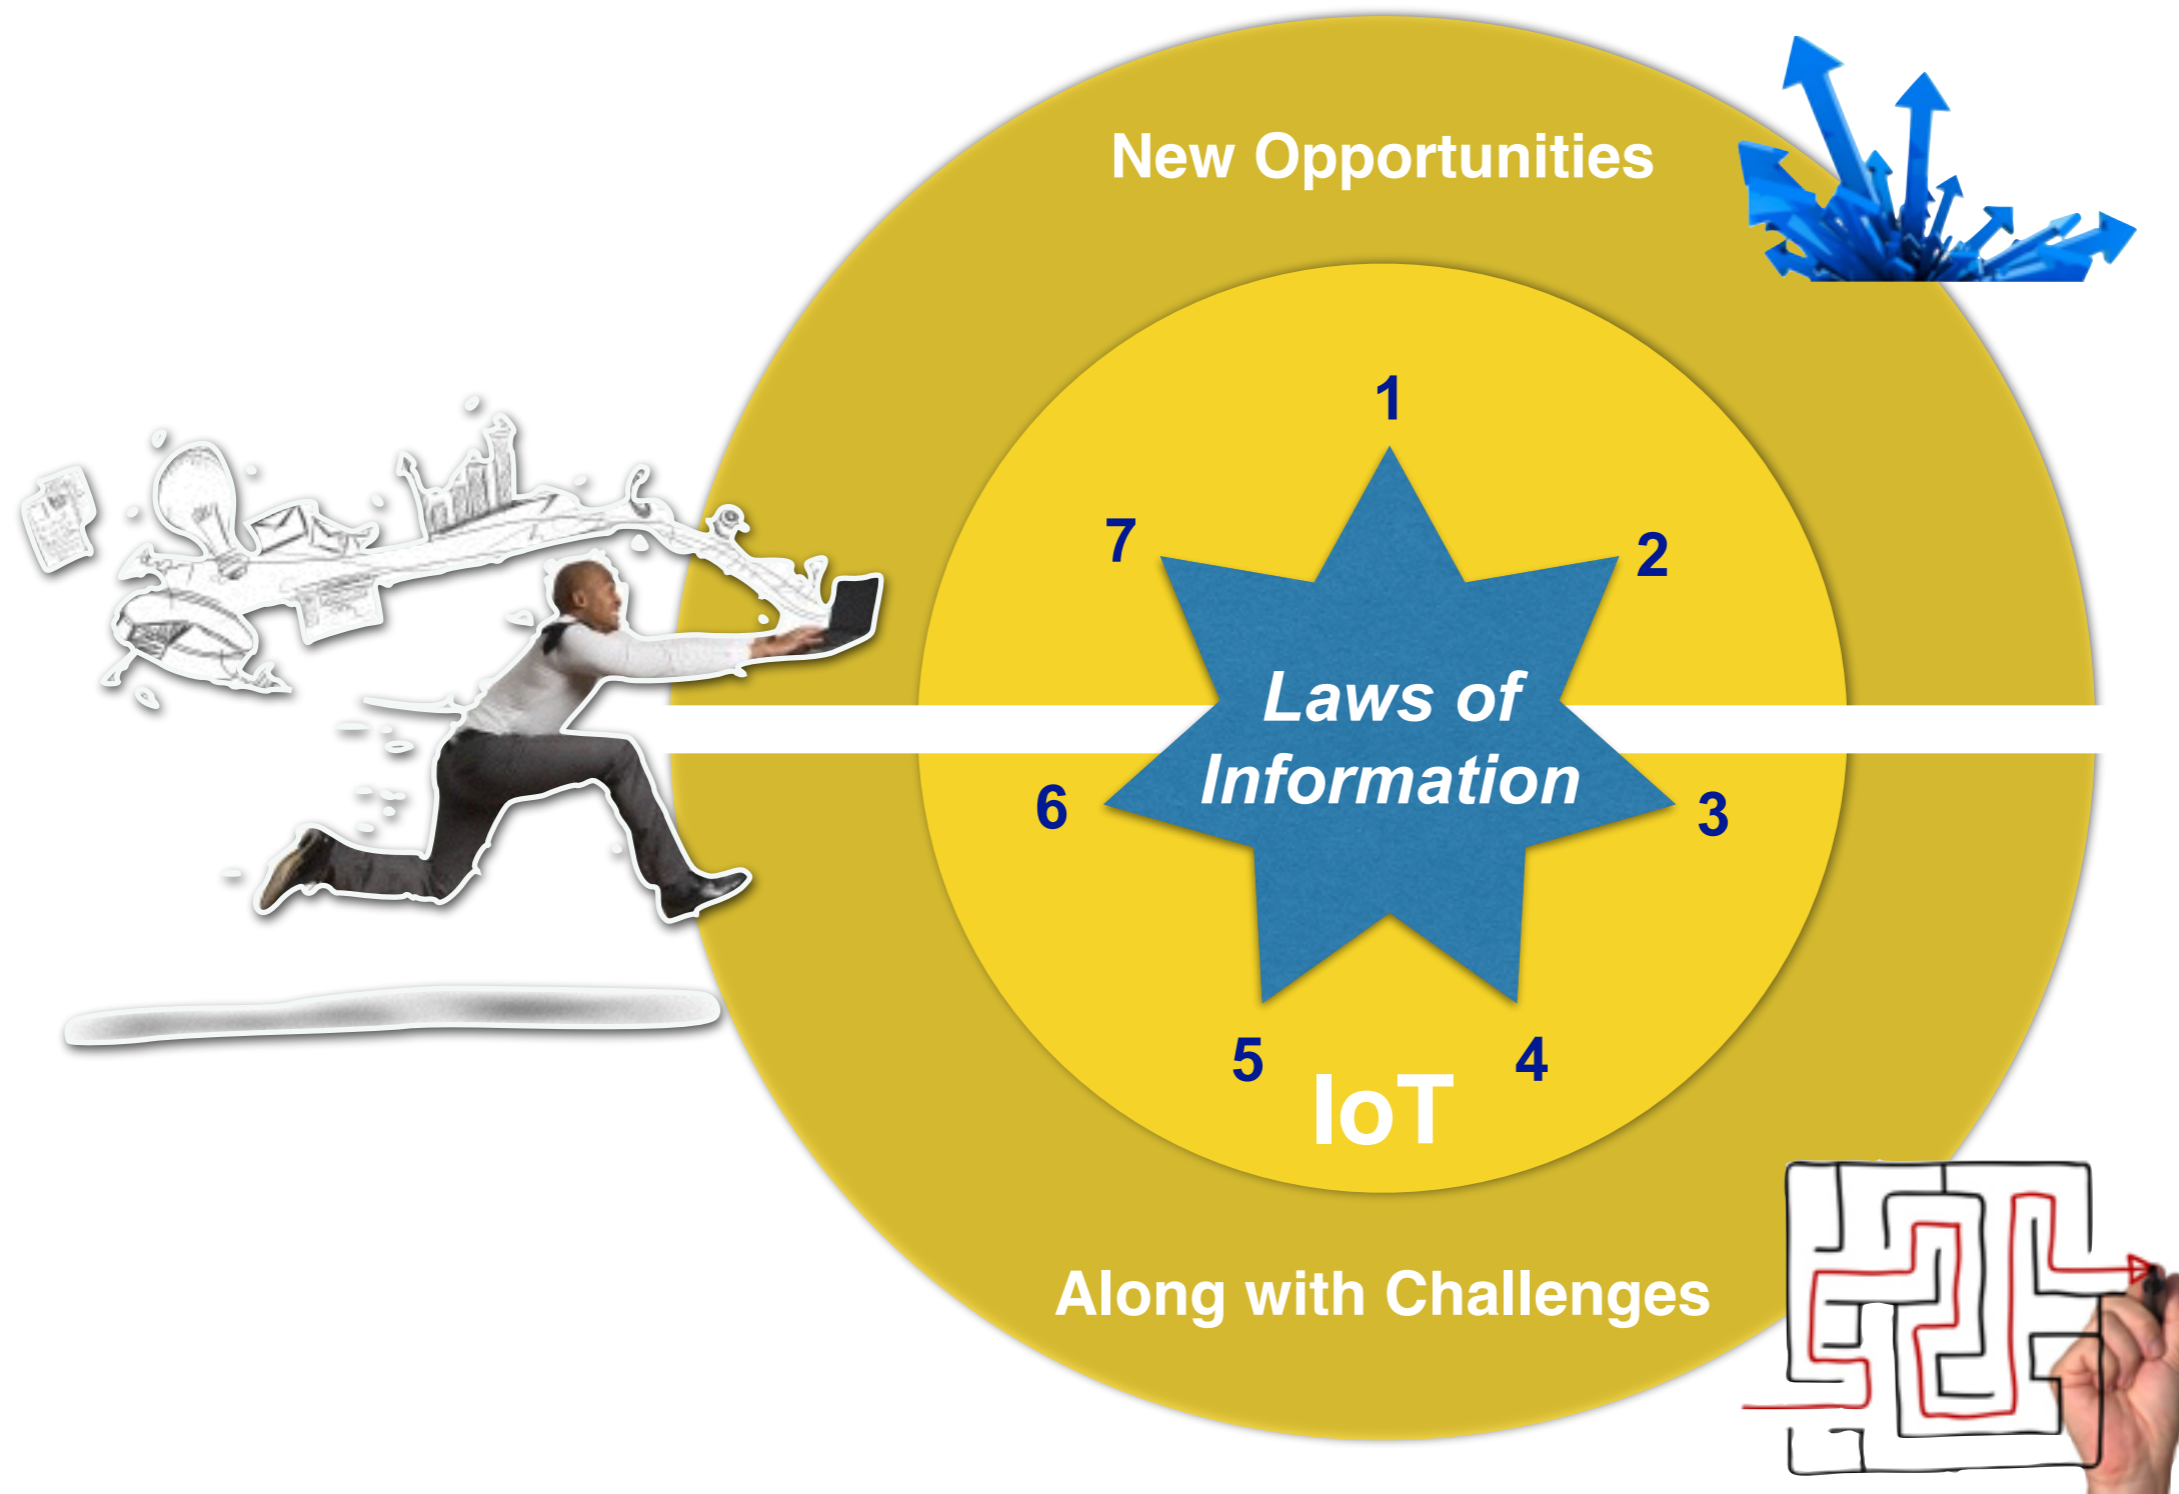 New Opportunities
1
7
2
Laws of
Information
6
3
5
4
IoT
Along with Challenges